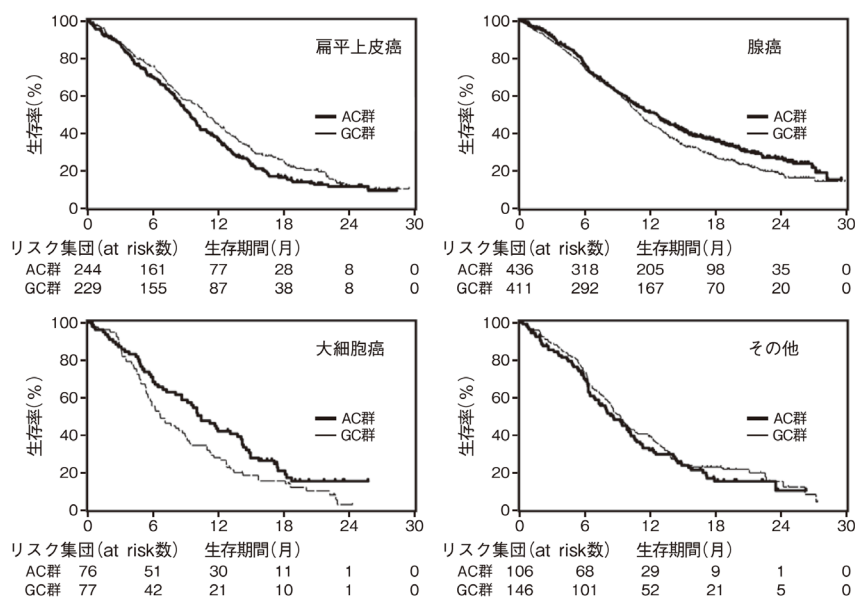 扁平上皮癌
生存率(%)
100
80
60
40
20
0
AC群
GC群
0 6 12 18 24 30
リスク集団(at risk数) 生存期間(月)
AC群 244 161 77 28 8 0
GC群 229 155 87 38 8 0
腺癌
生存率(%)
100
80
60
40
20
0
AC群
GC群
0 6 12 18 24 30
リスク集団(at risk数) 生存期間(月)
AC群 436 318 205 98 35 0
GC群 411 292 167 70 20 0
大細胞癌
生存率(%)
100
80
60
40
20
0
AC群
GC群
0 6 12 18 24 30
リスク集団(at risk数) 生存期間(月)
AC群 76 51 30 11 1 0
GC群 77 42 21 10 1 0
その他
生存率(%)
100
80
60
40
20
0
AC群
GC群
0 6 12 18 24 30
リスク集団(at risk数) 生存期間(月)
AC群 106 68 29 9 1 0
GC群 146 101 52 21 5 0